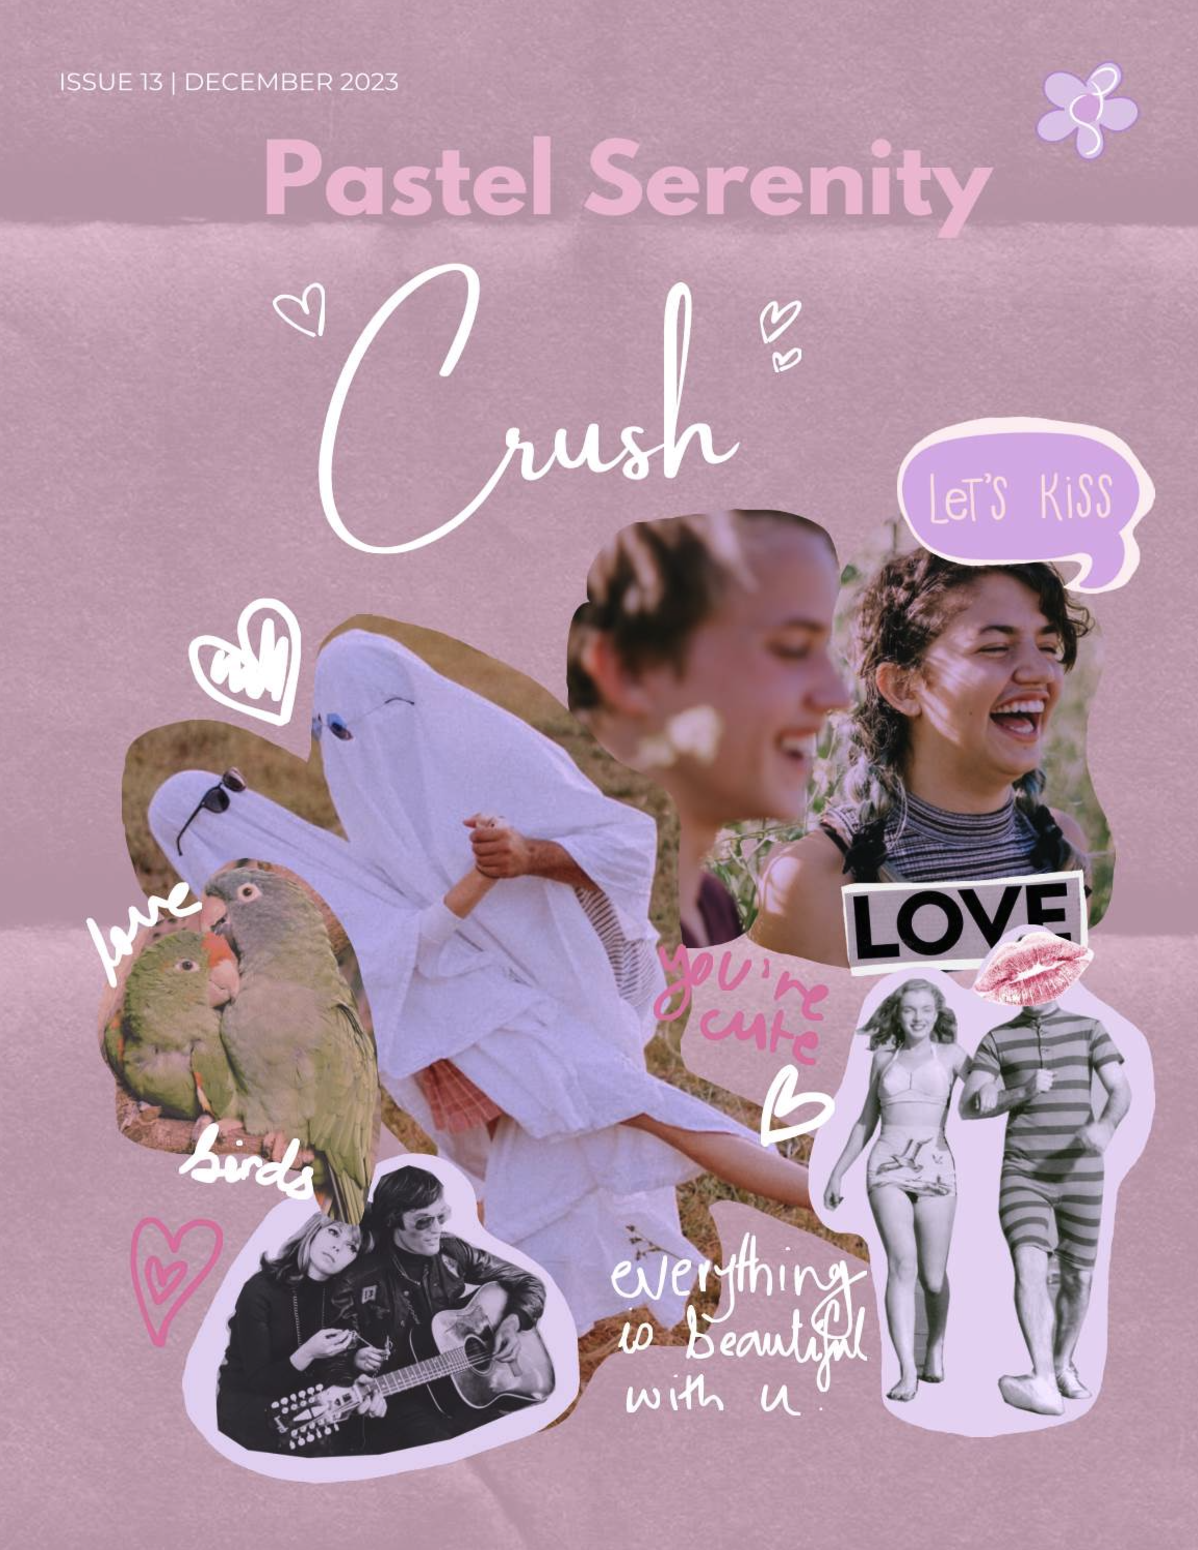 ISSUE 13 | DECEMBER 2023
Pastel Serenity
Crush
LET'S KiSS
love
birds
LOVE
you're
cute
everything
is beautiful
with u.